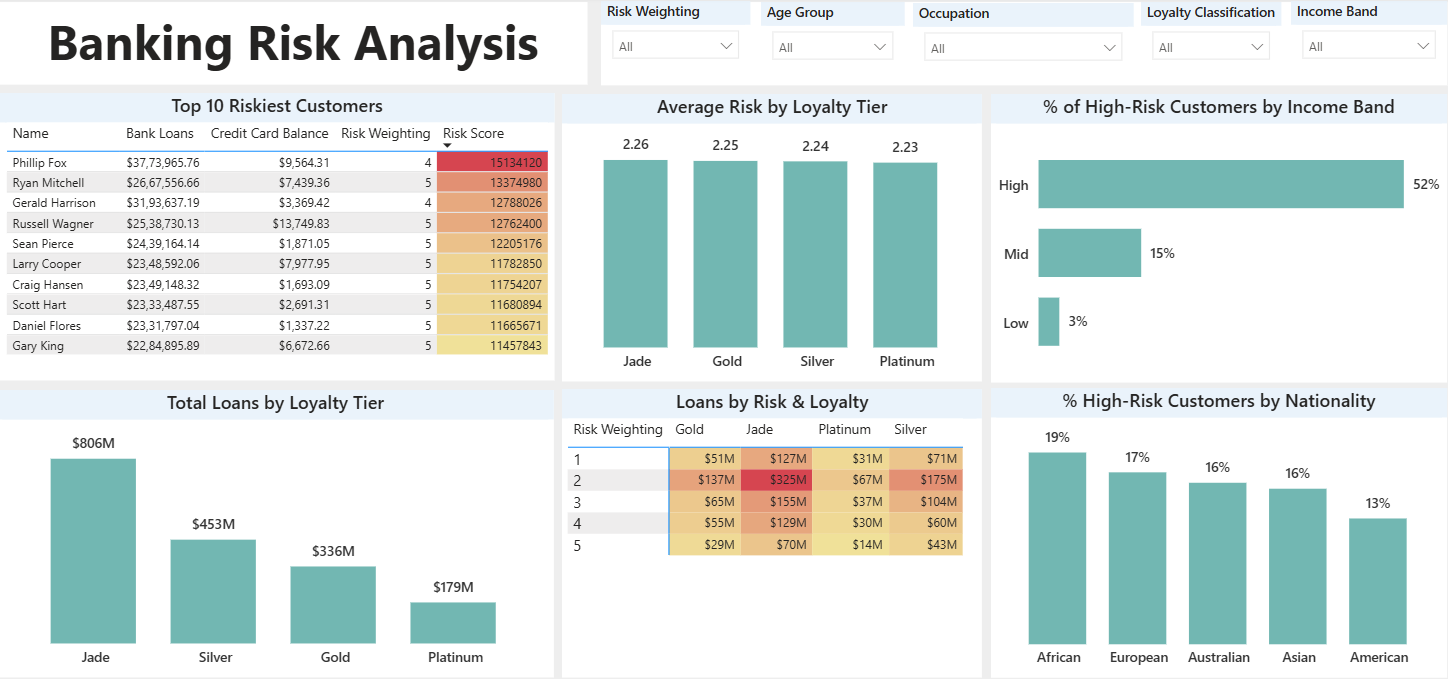 Banking Risk Analysis
Risk Weighting
All
Age Group
All
Occupation
All
Loyalty Classification
All
Income Band
All
Top 10 Riskiest Customers
Name Bank Loans Credit Card Balance Risk Weighting Risk Score
Phillip Fox $37,73,965.76 $9,564.31 4 15134120
Ryan Mitchell $26,67,556.66 $7,439.36 5 13374980
Gerald Harrison $31,93,637.19 $3,369.42 4 12788026
Russell Wagner $25,38,730.13 $13,749.83 5 12762400
Sean Pierce $24,39,164.14 $1,871.05 5 12205176
Larry Cooper $23,48,592.06 $7,977.95 5 11782850
Craig Hansen $23,49,148.32 $1,693.09 5 11754207
Scott Hart $23,33,487.55 $2,691.31 5 11680894
Daniel Flores $23,31,797.04 $1,337.22 5 11665671
Gary King $22,84,895.89 $6,672.66 5 11457843
Average Risk by Loyalty Tier
2.26 2.25 2.24 2.23
Jade Gold Silver Platinum
% of High-Risk Customers by Income Band
High 52%
Mid 15%
Low 3%
Total Loans by Loyalty Tier
$806M
$453M
$336M
$179M
Jade Silver Gold Platinum
Loans by Risk & Loyalty
Risk Weighting Gold Jade Platinum Silver
1 $51M $127M $31M $71M
2 $137M $325M $67M $175M
3 $65M $155M $37M $104M
4 $55M $129M $30M $60M
5 $29M $70M $14M $43M
% High-Risk Customers by Nationality
19%
17%
16%
16%
13%
African European Australian Asian American